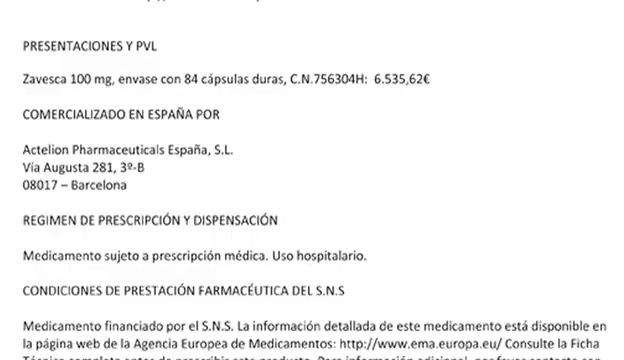 PRESENTACIONES Y PVL
Zavesca 100 mg, envase con 84 cápsulas duras, C.N.756304H: 6.535,62€
COMERCIALIZADO EN ESPAÑA POR
Actelion Pharmaceuticals España, S.L.
Vía Augusta 281, 3º-B
08017 – Barcelona
REGIMEN DE PRESCRIPCIÓN Y DISPENSACIÓN
Medicamento sujeto a prescripción médica. Uso hospitalario.
CONDICIONES DE PRESTACIÓN FARMACÉUTICA DEL S.N.S
Medicamento financiado por el S.N.S. La información detallada de este medicamento está disponible en
la página web de la Agencia Europea de Medicamentos: http://www.ema.europa.eu/ Consulte la Ficha